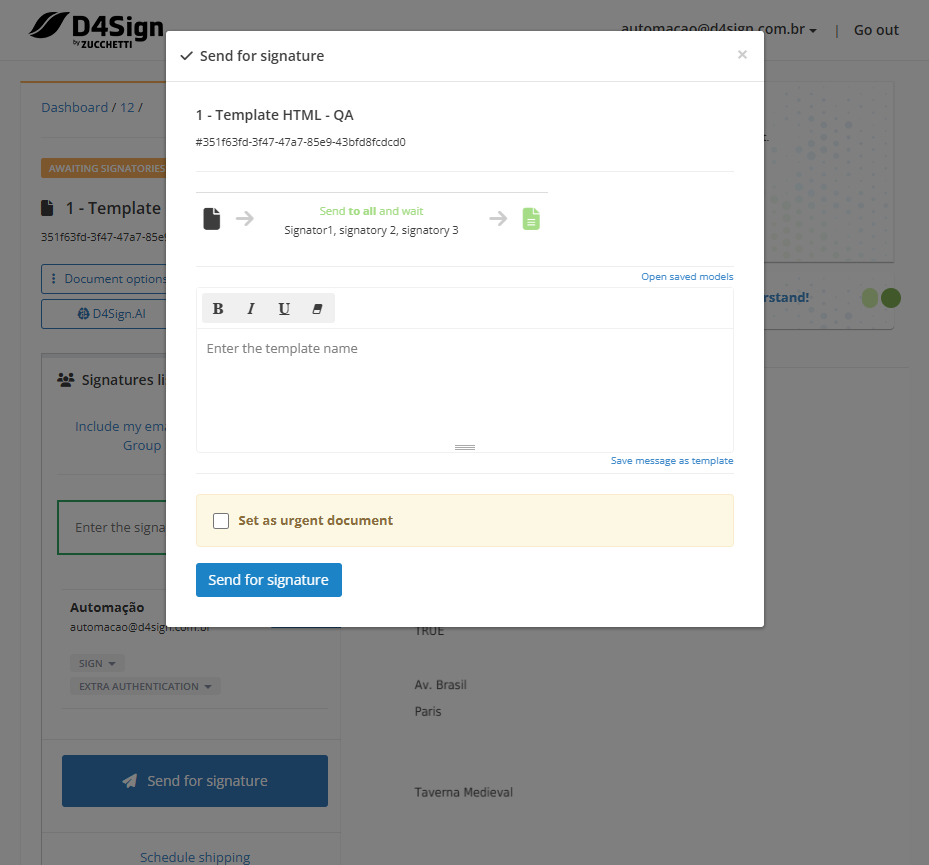 D4Sign
by ZUCCHETTI
automacao@d4sign.com.br
|
Go out
Send for signature
×
Dashboard / 12 /
1 - Template HTML - QA
#351f63fd-3f47-47a7-85e9-43bfd8fcdcd0
AWAITING SIGNATORIES
1 - Template
351f63fd-3f47-47a7-85e
Send to all and wait
Signator1, signatory 2, signatory 3
Document options
D4Sign.AI
Open saved models
rstand!
B I U
Enter the template name
Signatures li
Include my ema
Group
Save message as template
Enter the signa
Set as urgent document
Send for signature
Automação
automacao@d4sign.com.br
TRUE
SIGN
EXTRA AUTHENTICATION
Av. Brasil
Paris
Send for signature
Taverna Medieval
Schedule shipping